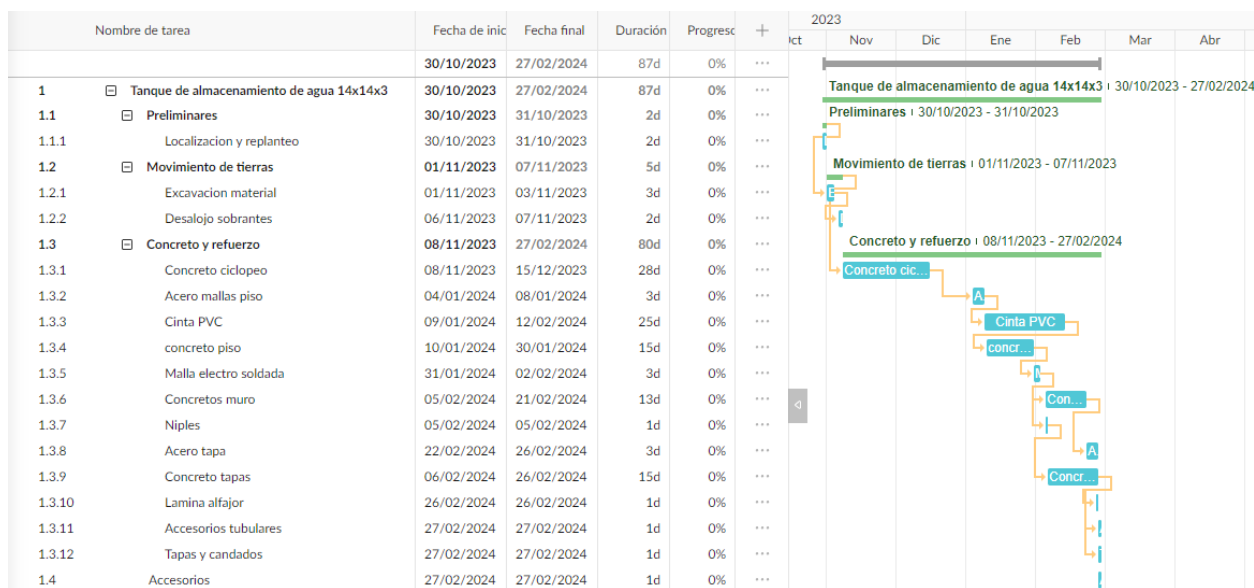 2023
Nombre de tarea Fecha de inic Fecha final Duración Progreso + Oct Nov Dic Ene Feb Mar Abr
30/10/2023 27/02/2024 87d 0% ...
1 Tanque de almacenamiento de agua 14x14x3 30/10/2023 27/02/2024 87d 0% ... Tanque de almacenamiento de agua 14x14x3 30/10/2023 - 27/02/2024
1.1 Preliminares 30/10/2023 31/10/2023 2d 0% ... Preliminares 30/10/2023 - 31/10/2023
1.1.1 Localizacion y replanteo 30/10/2023 31/10/2023 2d 0% ...
1.2 Movimiento de tierras 01/11/2023 07/11/2023 5d 0% ... Movimiento de tierras 01/11/2023 - 07/11/2023
1.2.1 Excavacion material 01/11/2023 03/11/2023 3d 0% ... E
1.2.2 Desalojo sobrantes 06/11/2023 07/11/2023 2d 0% ...
1.3 Concreto y refuerzo 08/11/2023 27/02/2024 80d 0% ... Concreto y refuerzo 08/11/2023 - 27/02/2024
1.3.1 Concreto ciclopeo 08/11/2023 15/12/2023 28d 0% ... Concreto cic...
1.3.2 Acero mallas piso 04/01/2024 08/01/2024 3d 0% ... A
1.3.3 Cinta PVC 09/01/2024 12/02/2024 25d 0% ... Cinta PVC
1.3.4 concreto piso 10/01/2024 30/01/2024 15d 0% ... concr...
1.3.5 Malla electro soldada 31/01/2024 02/02/2024 3d 0% ...
1.3.6 Concretos muro 05/02/2024 21/02/2024 13d 0% ... Con...
1.3.7 Niples 05/02/2024 05/02/2024 1d 0% ...
1.3.8 Acero tapa 22/02/2024 26/02/2024 3d 0% ... A
1.3.9 Concreto tapas 06/02/2024 26/02/2024 15d 0% ... Concr...
1.3.10 Lamina alfajor 26/02/2024 26/02/2024 1d 0% ...
1.3.11 Accesorios tubulares 27/02/2024 27/02/2024 1d 0% ...
1.3.12 Tapas y candados 27/02/2024 27/02/2024 1d 0% ...
1.4 Accesorios 27/02/2024 27/02/2024 1d 0% ...